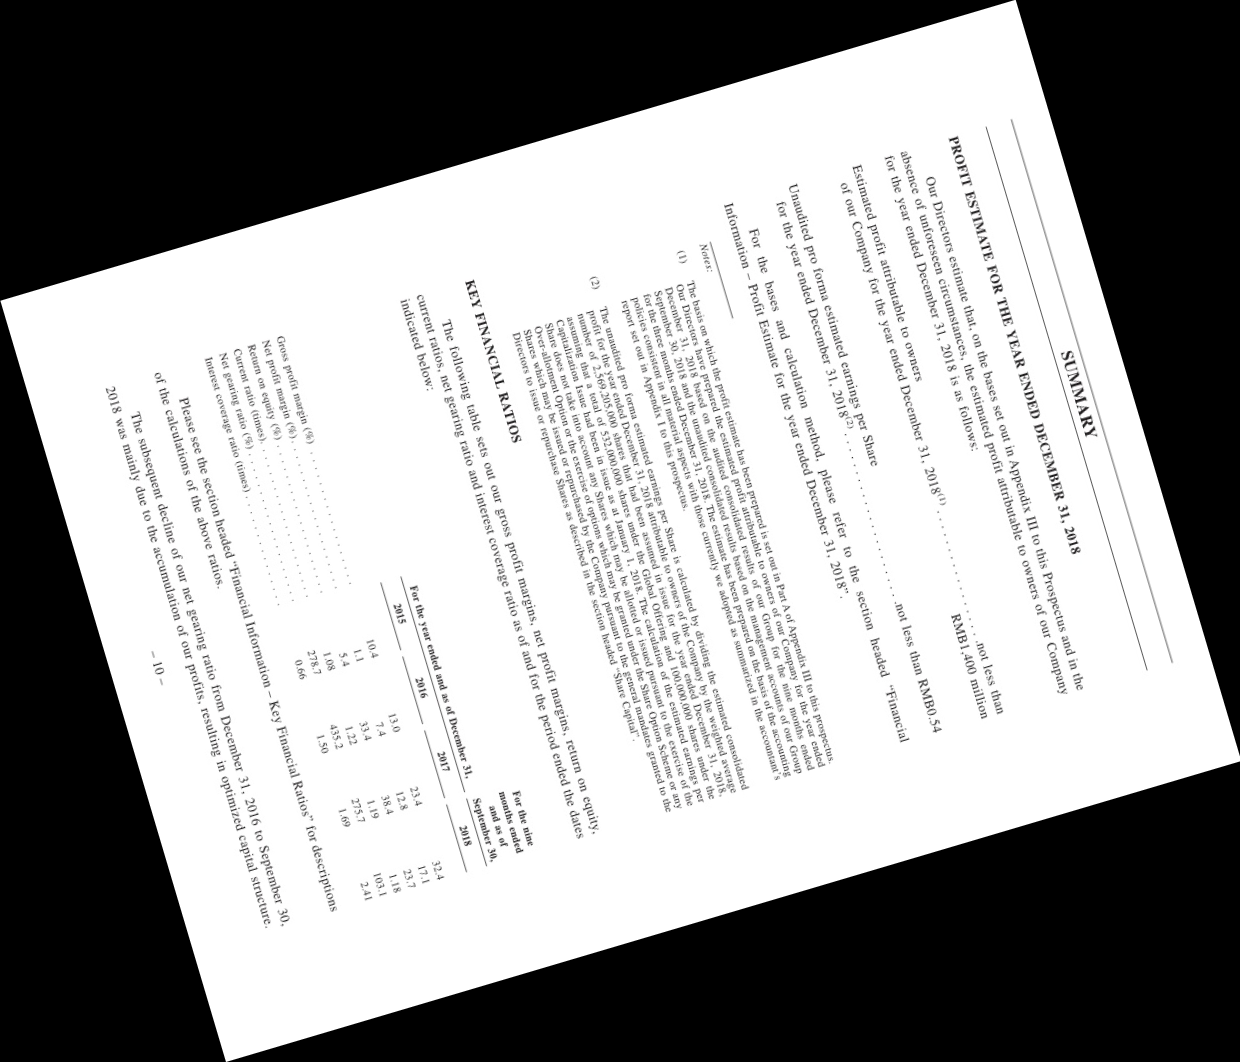 SUMMARY
PROFIT ESTIMATE FOR THE YEAR ENDED DECEMBER 31, 2018
Our Directors estimate that, on the bases set out in Appendix III to this Prospectus and in the
absence of unforeseen circumstances, the estimated profit attributable to owners of our Company
for the year ended December 31, 2018 is as follows:
Estimated profit attributable to owners
of our Company for the year ended December 31, 2018(1) . . . . . . . . . . . . . . . . . . .not less than
RMB1,400 million
Unaudited pro forma estimated earnings per Share
for the year ended December 31, 2018(2) . . . . . . . . . . . . . . . . . . . . . . . .not less than RMB0.54
For the bases and calculation method, please refer to the section headed “Financial
Information – Profit Estimate for the year ended December 31, 2018”.
Notes:
(1) The basis on which the profit estimate has been prepared is set out in Part A of Appendix III to this prospectus.
Our Directors have prepared the estimated profit attributable to owners of our Company for the year ended
December 31, 2018 based on the audited consolidated results of our Group for the nine months ended
September 30, 2018 and the unaudited consolidated results based on the management accounts of our Group
for the three months ended December 31, 2018. The estimate has been prepared on the basis of the accounting
policies consistent in all material aspects with those currently we adopted as summarized in the accountant’s
report set out in Appendix I to this prospectus.
(2) The unaudited pro forma estimated earnings per Share is calculated by dividing the estimated consolidated
profit for the year ended December 31, 2018 attributable to owners of the Company by the weighted average
number of 2,569,205,000 shares that had been assumed in issue for the year ended December 31, 2018,
assuming that a total of 532,000,000 shares under the Global Offering and 100,000,000 shares under the
Capitalization Issue had been in issue as at January 1, 2018. The calculation of the estimated earnings per
Share does not take into account any Shares which may be allotted or issued pursuant to the exercise of the
Over-allotment Option or the exercise of options which may be granted under the Share Option Scheme or any
Shares which may be issued or repurchased by the Company pursuant to the general mandates granted to the
Directors to issue or repurchase Shares as described in the section headed “Share Capital”.
KEY FINANCIAL RATIOS
The following table sets out our gross profit margins, net profit margins, return on equity,
current ratios, net gearing ratio and interest coverage ratio as of and for the period ended the dates
indicated below:
For the nine
months ended
and as of
For the year ended and as of December 31, September 30,
2015 2016 2017 2018
Gross profit margin (%) . . . . . . . . . . . . . . . 10.4 13.0 23.4 32.4
Net profit margin (%) . . . . . . . . . . . . . . . . 1.1 7.4 12.8 17.1
Return on equity (%) . . . . . . . . . . . . . . . . 5.4 33.4 38.4 23.7
Current ratio (times) . . . . . . . . . . . . . . . . 1.08 1.22 1.19 1.18
Net gearing ratio (%) . . . . . . . . . . . . . . . . 278.7 435.2 275.7 103.1
Interest coverage ratio (times) . . . . . . . . . . . . 0.66 1.50 1.69 2.41
Please see the section headed “Financial Information – Key Financial Ratios” for descriptions
of the calculations of the above ratios.
The subsequent decline of our net gearing ratio from December 31, 2016 to September 30,
2018 was mainly due to the accumulation of our profits, resulting in optimized capital structure.
– 10 –